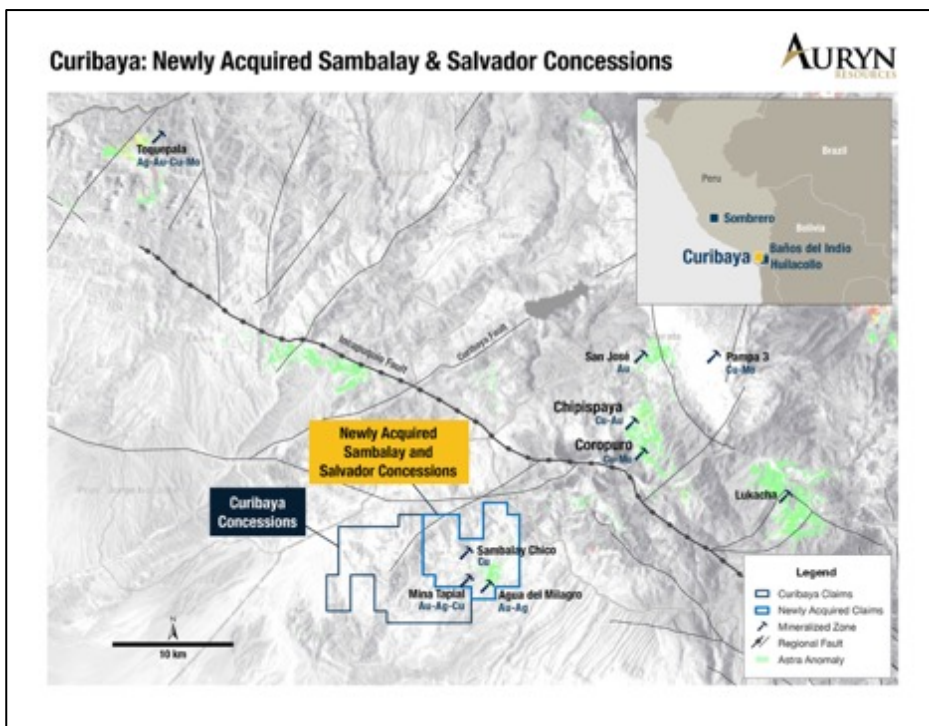 Curibaya: Newly Acquired Sambalay & Salvador Concessions
AURYN
RESOURCES
Toquepala
Ag-Au-Cu-Mo
Brazil
Peru
Bolivia
Sombrero
Curibaya
Baños del Indio
Huilacollo
Incapuquio Fault
Curibaya Fault
San José
Au
Pampa 3
Cu-Mo
Chipispaya
Cu-Au
Coropuro
Cu-Mo
Newly Acquired
Sambalay and
Salvador Concessions
Curibaya
Concessions
Lukacha
Sambalay Chico
Cu
Mina Tapial
Au-Ag-Cu
Agua del Milagro
Au-Ag
Legend
Curibaya Claims
Newly Acquired Claims
Mineralized Zone
Regional Fault
Astra Anomaly
N
10 km